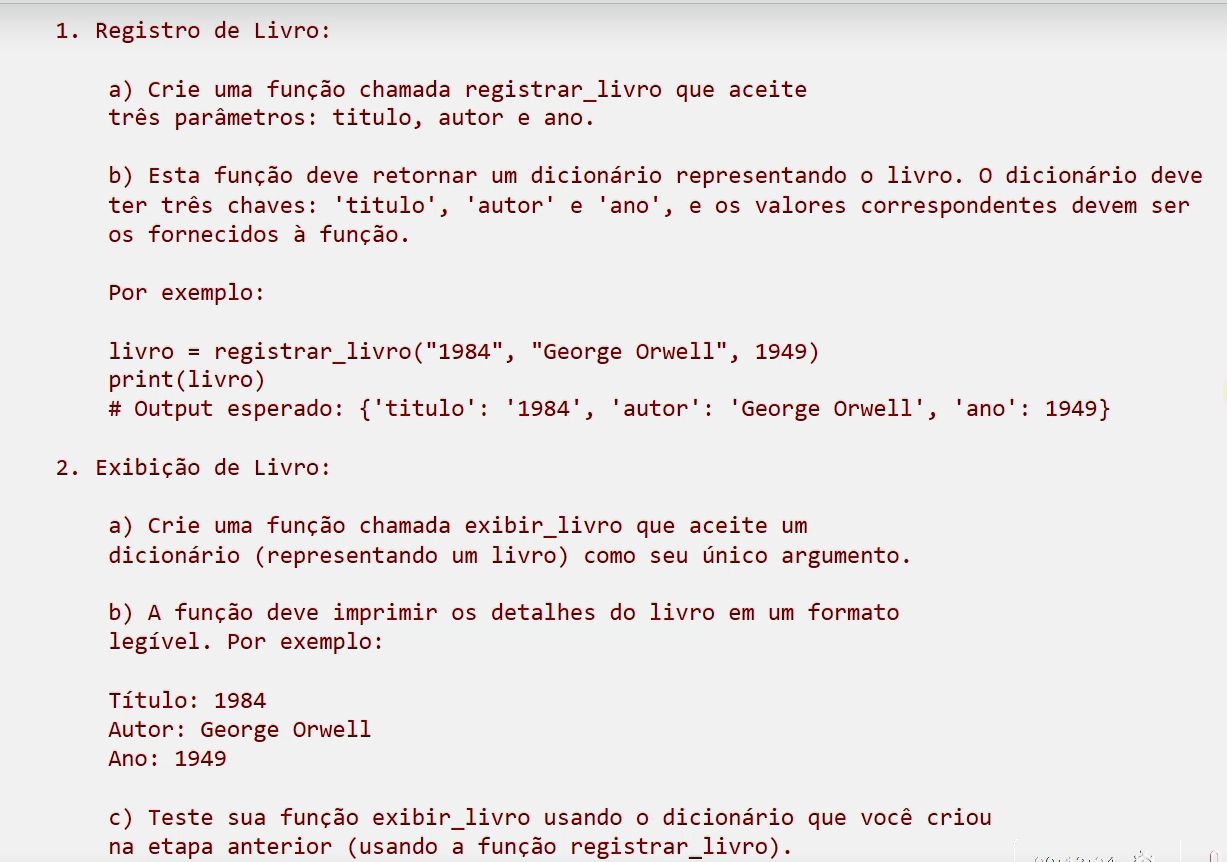 1. Registro de Livro:
a) Crie uma função chamada registrar_livro que aceite
três parâmetros: titulo, autor e ano.
b) Esta função deve retornar um dicionário representando o livro. O dicionário deve
ter três chaves: 'titulo', 'autor' e 'ano', e os valores correspondentes devem ser
os fornecidos à função.
Por exemplo:
livro = registrar_livro("1984", "George Orwell", 1949)
print(livro)
# Output esperado: {'titulo': '1984', 'autor': 'George Orwell', 'ano': 1949}
2. Exibição de Livro:
a) Crie uma função chamada exibir_livro que aceite um
dicionário (representando um livro) como seu único argumento.
b) A função deve imprimir os detalhes do livro em um formato
legível. Por exemplo:
Título: 1984
Autor: George Orwell
Ano: 1949
c) Teste sua função exibir_livro usando o dicionário que você criou
na etapa anterior (usando a função registrar_livro).